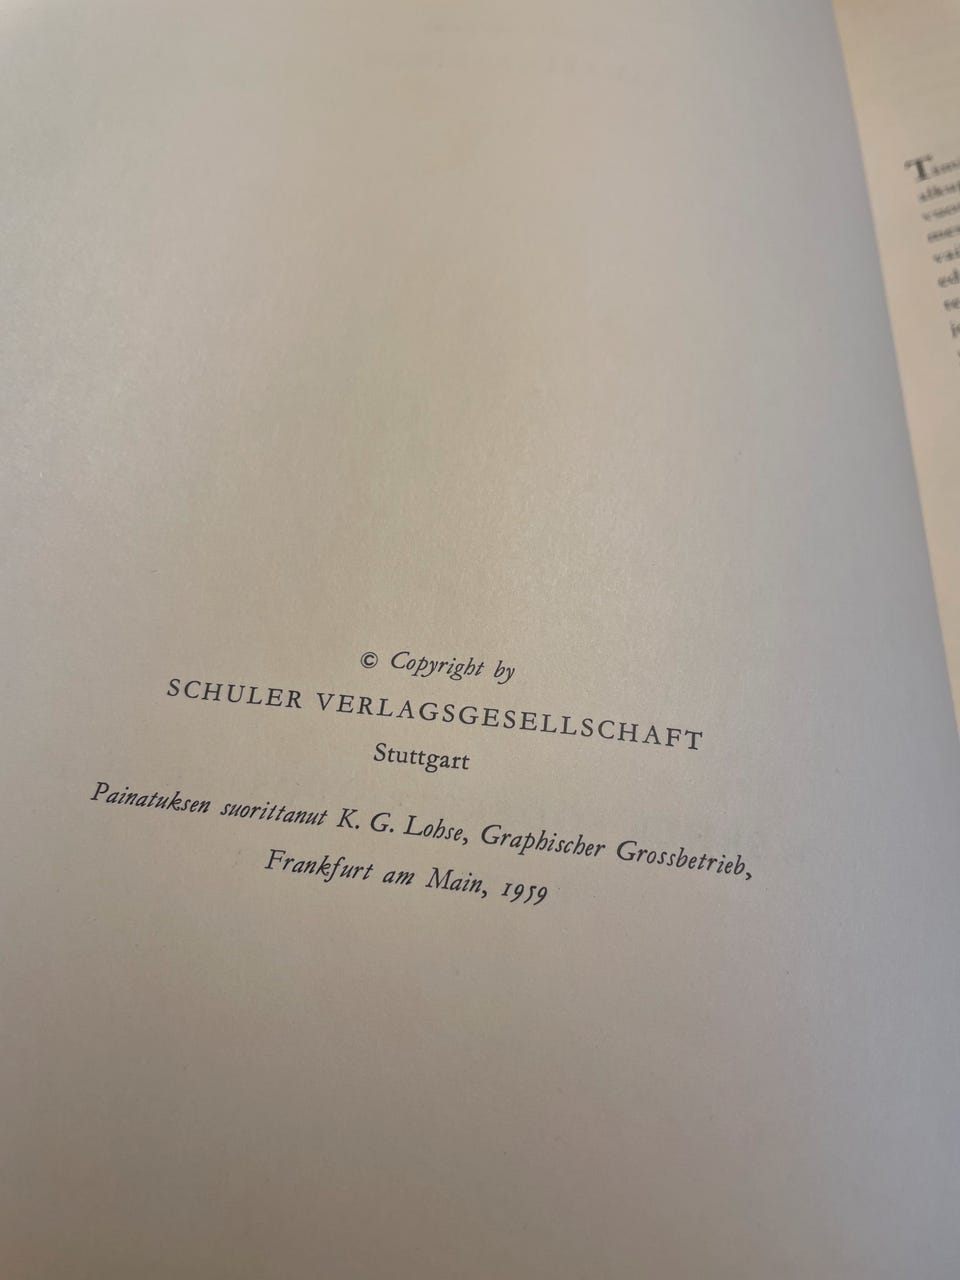 © Copyright by
SCHULER VERLAGSGESELLSCHAFT
Stuttgart
Painatuksen suorittanut K. G. Lohse, Graphischer Grossbetrieb,
Frankfurt am Main, 1959